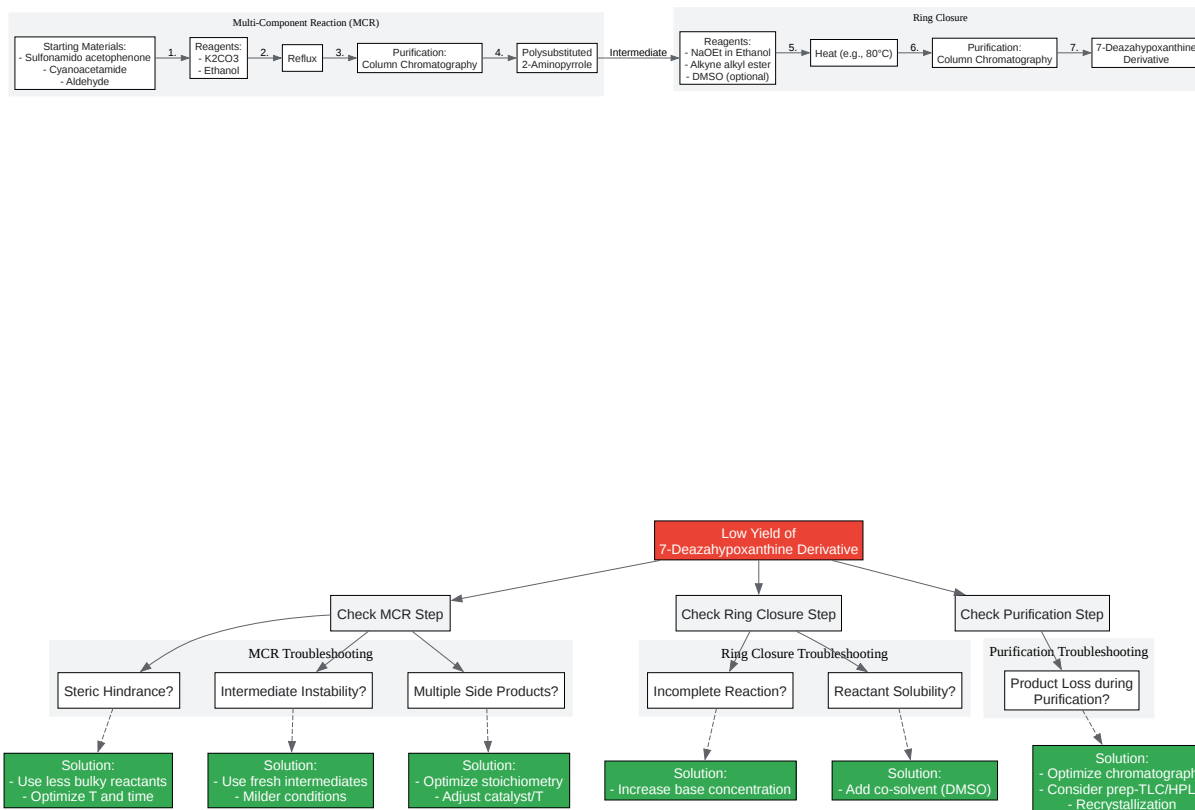 Multi-Component Reaction (MCR)
Starting Materials:
- Sulfonamido acetophenone
- Cyanoacetamide
- Aldehyde
1.
Reagents:
- K2CO3
- Ethanol
2.
Reflux
3.
Purification:
Column Chromatography
4.
Polysubstituted
2-Aminopyrrole
Intermediate
Ring Closure
Reagents:
- NaOEt in Ethanol
- Alkyne alkyl ester
- DMSO (optional)
5.
Heat (e.g., 80°C)
6.
Purification:
Column Chromatography
7.
7-Deazahypoxanthine
Derivative
Low Yield of
7-Deazahypoxanthine Derivative
Check MCR Step
Check Ring Closure Step
Check Purification Step
MCR Troubleshooting
Steric Hindrance?
Intermediate Instability?
Multiple Side Products?
Ring Closure Troubleshooting
Incomplete Reaction?
Reactant Solubility?
Purification Troubleshooting
Product Loss during
Purification?
Solution:
- Use less bulky reactants
- Optimize T and time
Solution:
- Use fresh intermediates
- Milder conditions
Solution:
- Optimize stoichiometry
- Adjust catalyst/T
Solution:
- Increase base concentration
Solution:
- Add co-solvent (DMSO)
Solution:
- Optimize chromatograph
- Consider prep-TLC/HPL
- Recrystallization